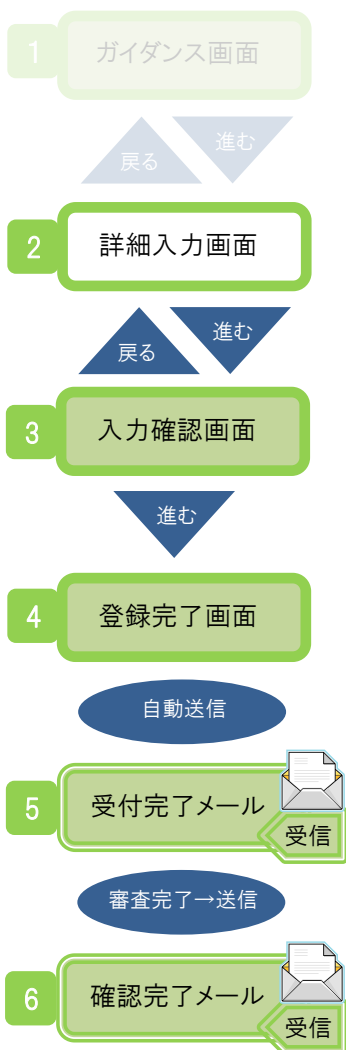 1 ガイダンス画面
戻る 進む
2 詳細入力画面
戻る 進む
3 入力確認画面
進む
4 登録完了画面
自動送信
5 受付完了メール
受信
審査完了→送信
6 確認完了メール
受信